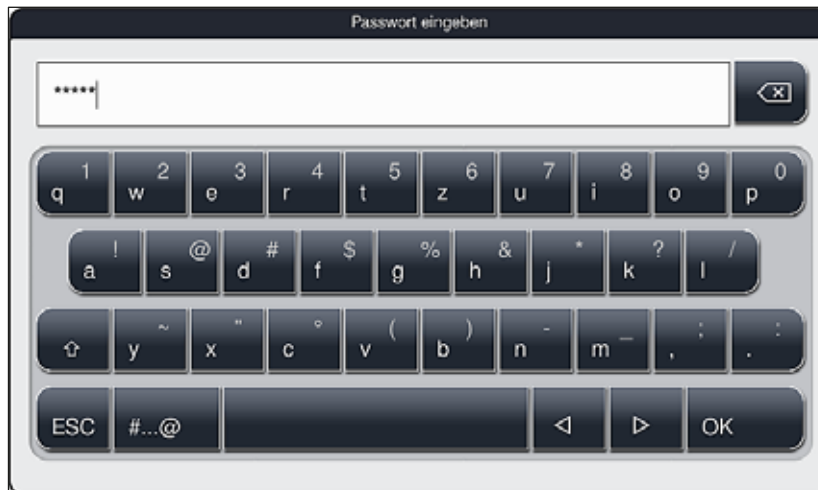 Passwort eingeben
*****
1 2 3 4 5 6 7 8 9 0
q w e r t z u i o p
! @ # $ % & * ? /
a s d f g h j k l
~ " ° ( ) - _ ; :
y x c v b n m , .
ESC #...@ OK